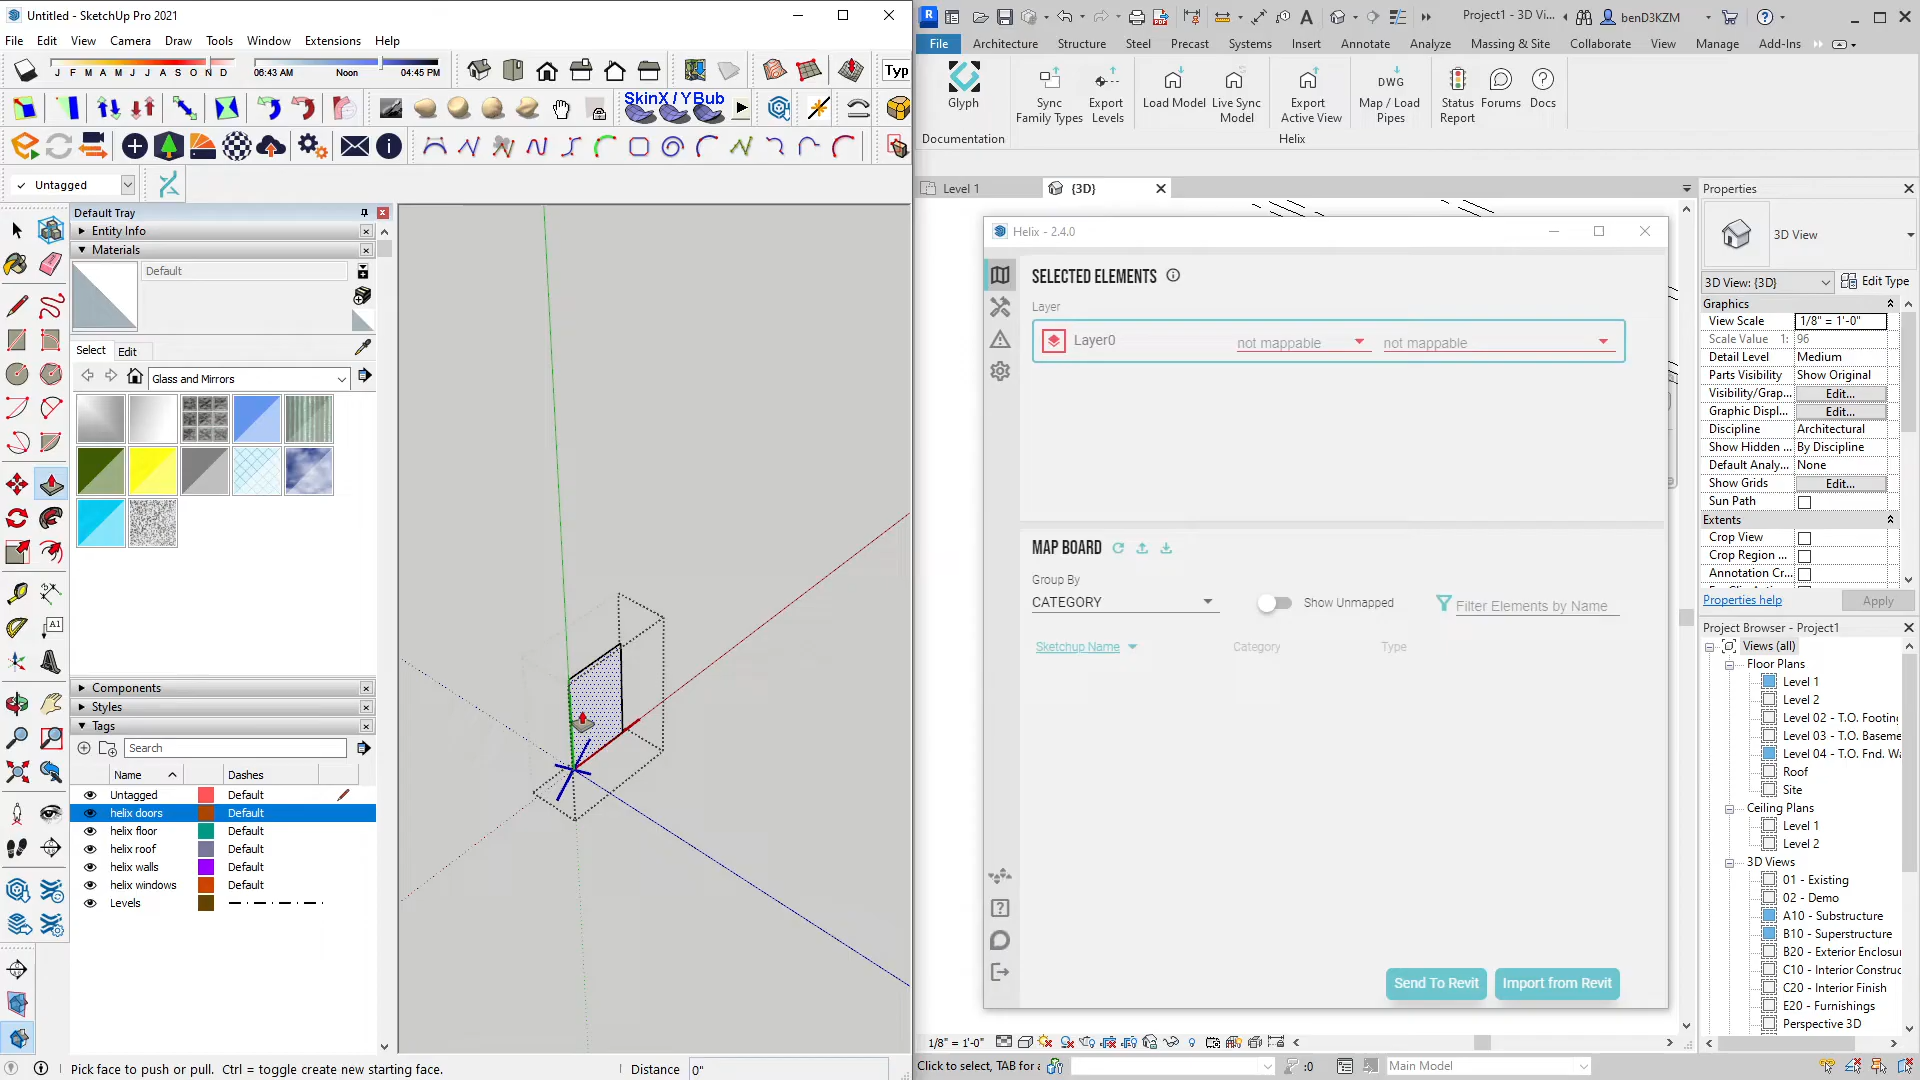 Untitled - SketchUp Pro 2021
File Edit View Camera Draw Tools Window Extensions Help
J F M A M J J A S O N D 06:43 AM Noon 04:45 PM
Typ
SkinX / YBub
Untagged
Default Tray
Entity Info
Materials
Default
Select Edit
Glass and Mirrors
A1
Components
Styles
Tags
Search
Name Dashes
Untagged Default
helix doors Default
helix floor Default
helix roof Default
helix walls Default
helix windows Default
Levels
Pick face to push or pull. Ctrl = toggle create new starting face.
Distance 0"
R
Project1 - 3D Vi...
benD3KZM
File Architecture Structure Steel Precast Systems Insert Annotate Analyze Massing & Site Collaborate View Manage Add-Ins
Glyph
Sync Family Types
Export Levels
Load Model
Live Sync Model
Export Active View
DWG
Map / Load Pipes
Status Report
Forums
Docs
Documentation
Helix
Level 1
{3D}
Helix - 2.4.0
SELECTED ELEMENTS
Layer
Layer0 not mappable not mappable
MAP BOARD
Group By
CATEGORY
Show Unmapped
Filter Elements by Name
Sketchup Name Category Type
Send To Revit
Import from Revit
1/8" = 1'-0"
Click to select, TAB for a
:0
Main Model
Properties
3D View
3D View: {3D} Edit Type
Graphics
View Scale 1/8" = 1'-0"
Scale Value 1: 96
Detail Level Medium
Parts Visibility Show Original
Visibility/Grap... Edit...
Graphic Displ... Edit...
Discipline Architectural
Show Hidden ... By Discipline
Default Analy... None
Show Grids Edit...
Sun Path
Extents
Crop View
Crop Region ...
Annotation Cr...
Properties help Apply
Project Browser - Project1
Views (all)
Floor Plans
Level 1
Level 2
Level 02 - T.O. Footing
Level 03 - T.O. Baseme
Level 04 - T.O. Fnd. Wa
Roof
Site
Ceiling Plans
Level 1
Level 2
3D Views
01 - Existing
02 - Demo
A10 - Substructure
B10 - Superstructure
B20 - Exterior Enclosur
C10 - Interior Construc
C20 - Interior Finish
E20 - Furnishings
Perspective 3D